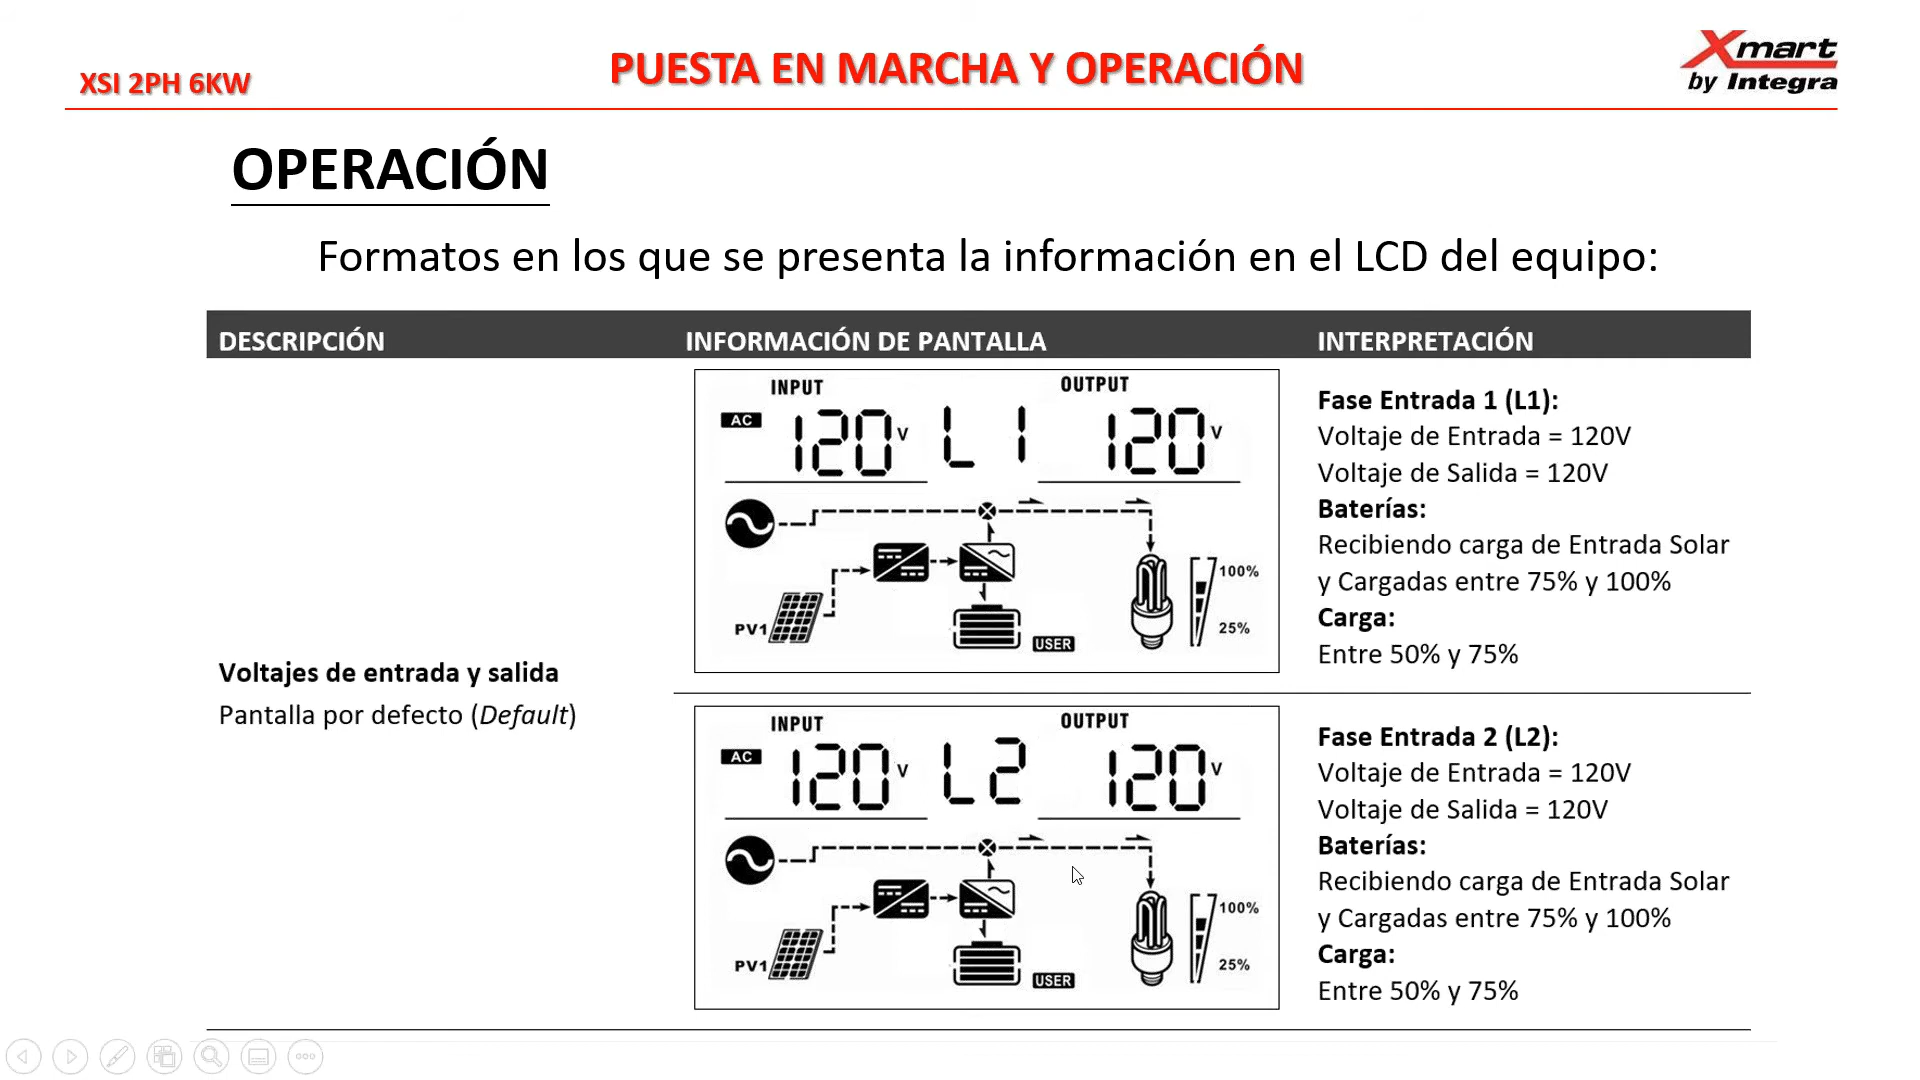 XSI 2PH 6KW
PUESTA EN MARCHA Y OPERACIÓN
Xmart
by Integra
OPERACIÓN
Formatos en los que se presenta la información en el LCD del equipo:
DESCRIPCIÓN
INFORMACIÓN DE PANTALLA
INTERPRETACIÓN
Voltajes de entrada y salida
Pantalla por defecto (Default)
INPUT
OUTPUT
AC
120 V
L1
120 V
PV1
USER
100%
25%
Fase Entrada 1 (L1):
Voltaje de Entrada = 120V
Voltaje de Salida = 120V
Baterías:
Recibiendo carga de Entrada Solar
y Cargadas entre 75% y 100%
Carga:
Entre 50% y 75%
INPUT
OUTPUT
AC
120 V
L2
120 V
PV1
USER
100%
25%
Fase Entrada 2 (L2):
Voltaje de Entrada = 120V
Voltaje de Salida = 120V
Baterías:
Recibiendo carga de Entrada Solar
y Cargadas entre 75% y 100%
Carga:
Entre 50% y 75%